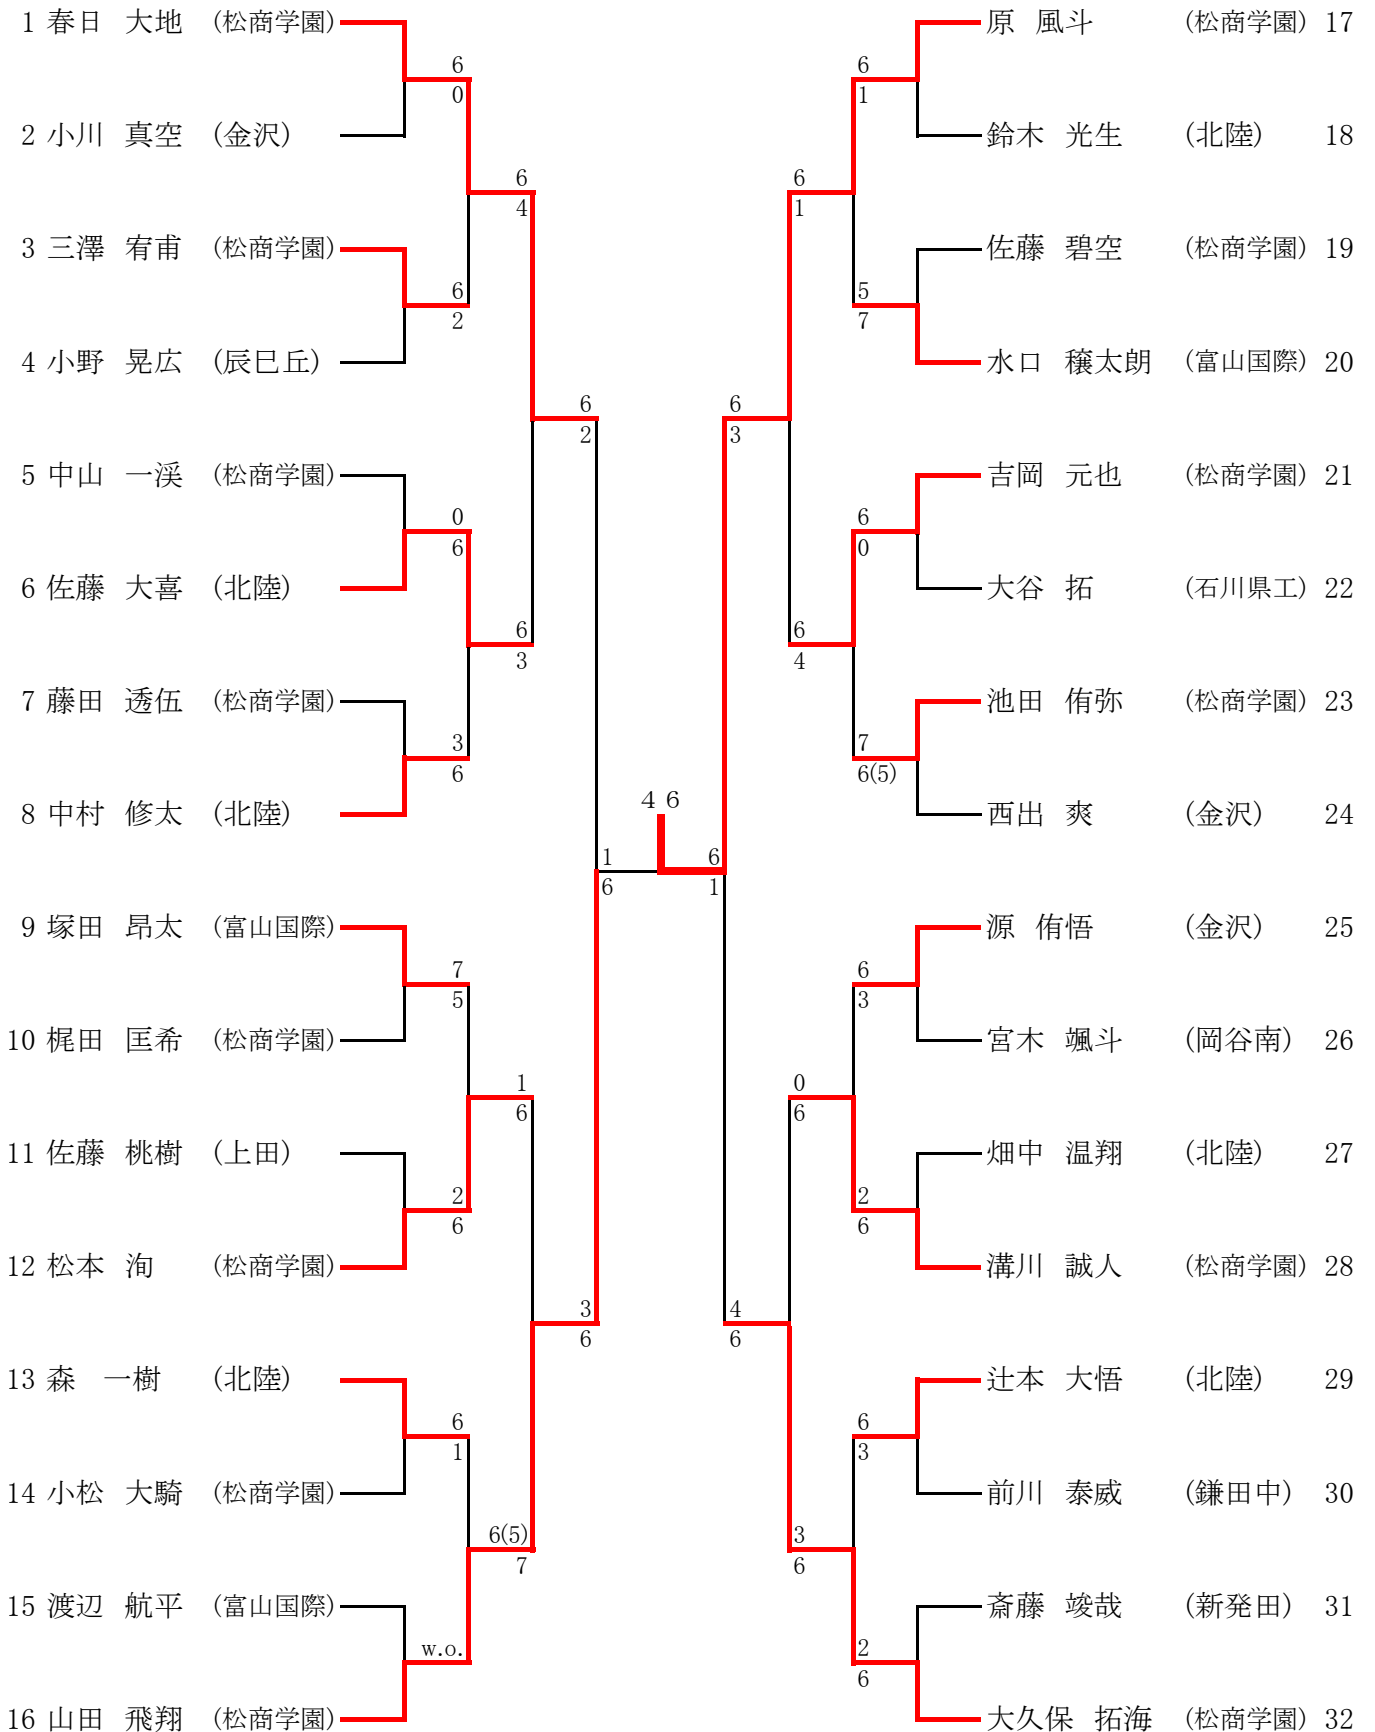 1 春日 大地 (松商学園)
6
0
2 小川 真空 (金沢)
6
4
3 三澤 宥甫 (松商学園)
6
2
4 小野 晃広 (辰巳丘)
6
2
5 中山 一渓 (松商学園)
0
6
6 佐藤 大喜 (北陸)
6
3
7 藤田 透伍 (松商学園)
3
6
8 中村 修太 (北陸)
1
6
9 塚田 昂太 (富山国際)
7
5
10 梶田 匡希 (松商学園)
1
6
11 佐藤 桃樹 (上田)
2
6
12 松本 洵 (松商学園)
3
6
13 森 一樹 (北陸)
6
1
14 小松 大騎 (松商学園)
6(5)
7
15 渡辺 航平 (富山国際)
w.o.
16 山田 飛翔 (松商学園)
4 6
原 風斗 (松商学園) 17
6
1
鈴木 光生 (北陸) 18
6
1
佐藤 碧空 (松商学園) 19
5
7
水口 穣太朗 (富山国際) 20
6
3
吉岡 元也 (松商学園) 21
6
0
大谷 拓 (石川県工) 22
6
4
池田 侑弥 (松商学園) 23
7
6(5)
西出 爽 (金沢) 24
6
1
源 侑悟 (金沢) 25
6
3
宮木 颯斗 (岡谷南) 26
0
6
畑中 温翔 (北陸) 27
2
6
溝川 誠人 (松商学園) 28
4
6
辻本 大悟 (北陸) 29
6
3
前川 泰威 (鎌田中) 30
3
6
斎藤 竣哉 (新発田) 31
2
6
大久保 拓海 (松商学園) 32